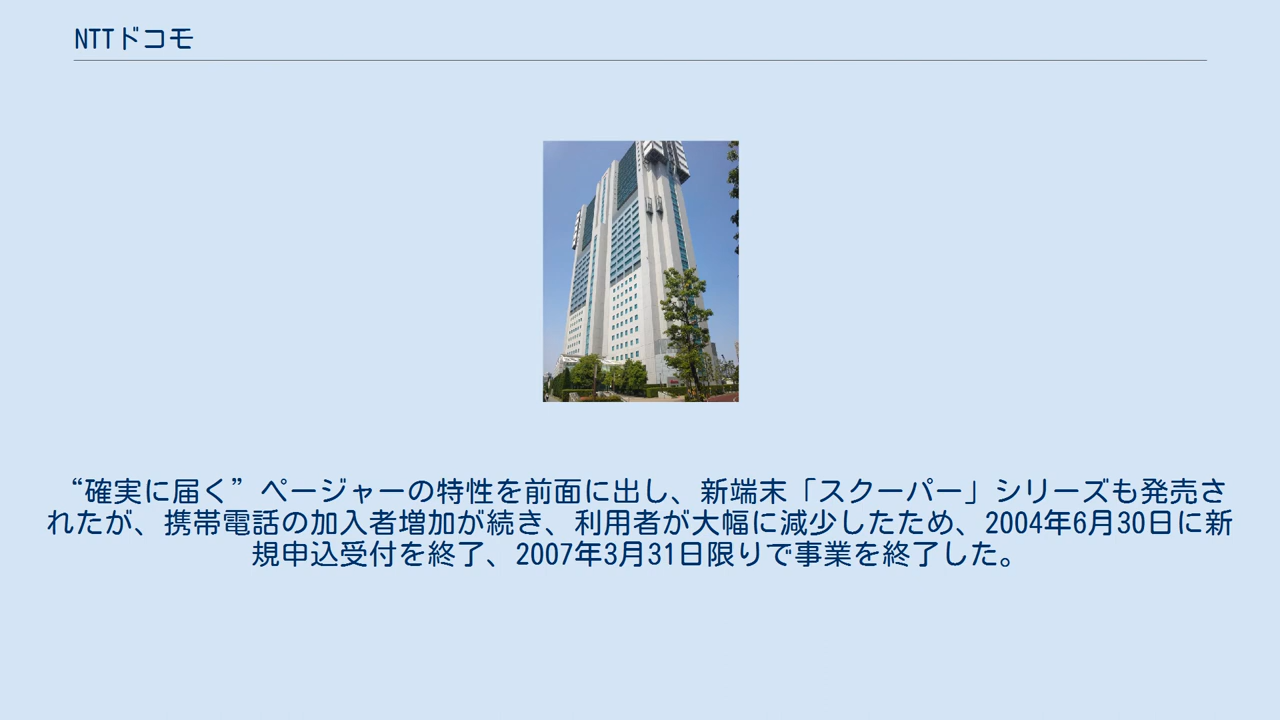 NTTドコモ
“確実に届く”ページャーの特性を前面に出し、新端末「スクーパー」シリーズも発売さ
れたが、携帯電話の加入者増加が続き、利用者が大幅に減少したため、2004年6月30日に新
規申込受付を終了、2007年3月31日限りで事業を終了した。